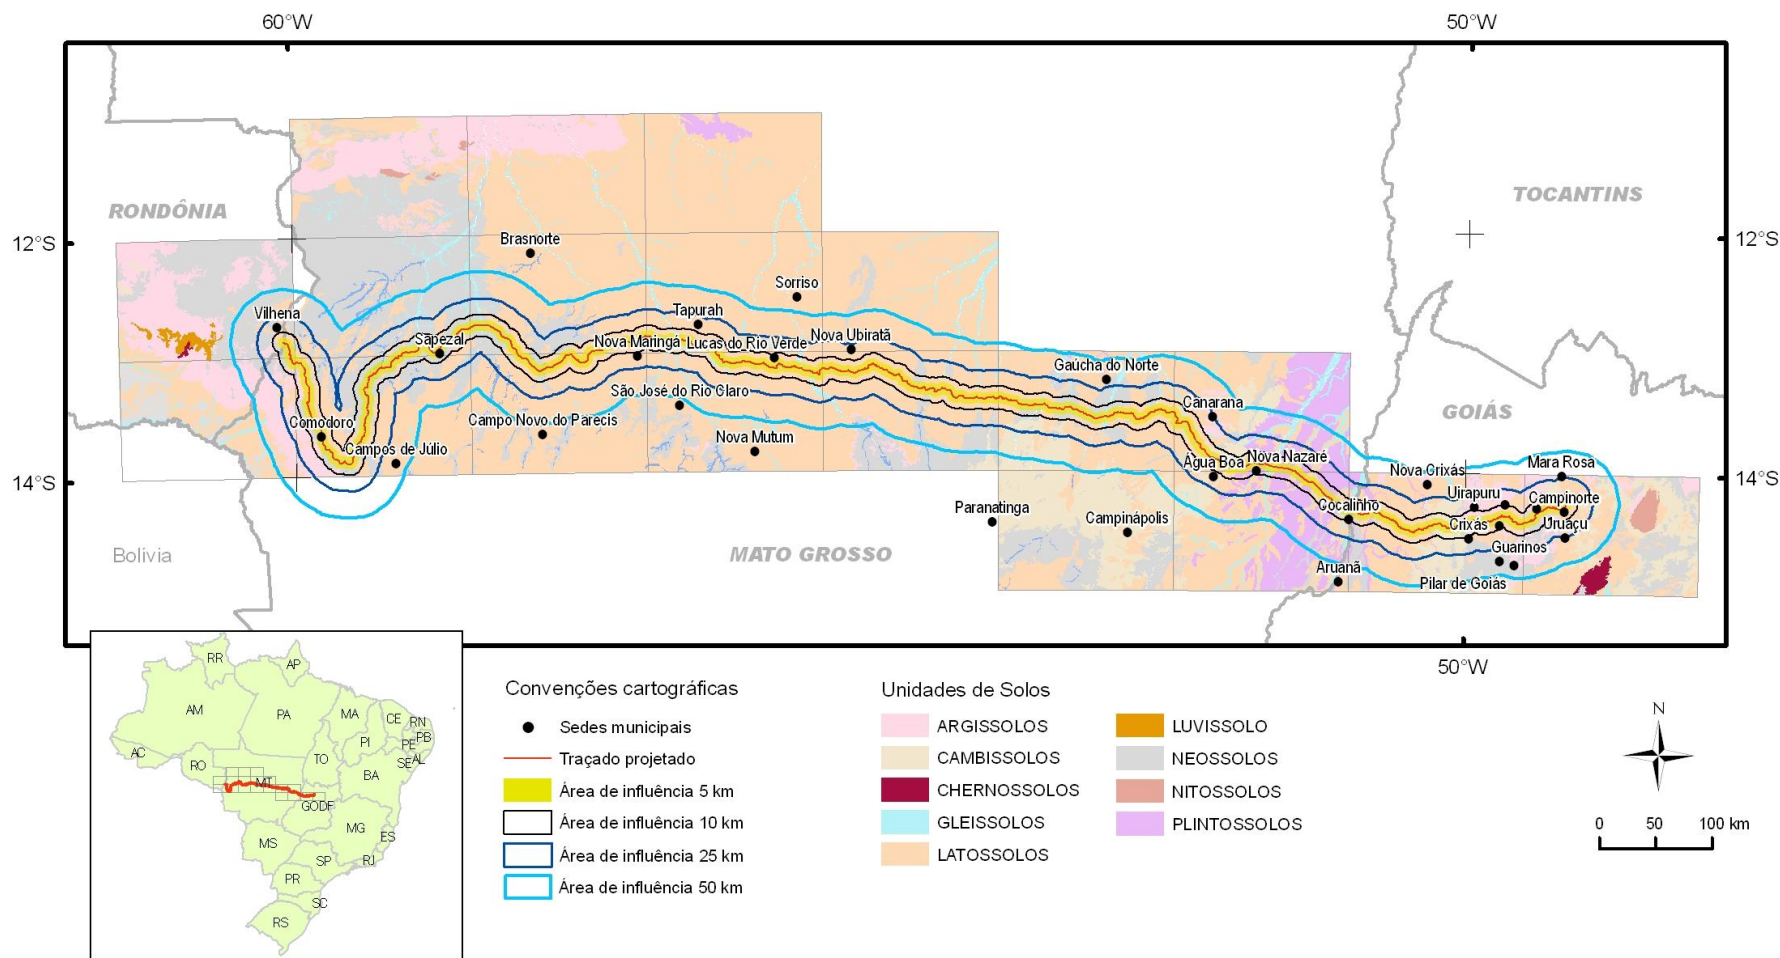 60°W
50°W
RONDÔNIA
TOCANTINS
12°S
12°S
Brasnorte
Sorriso
Vilhena
Tapurah
Sapezal
Nova Maringá
Lucas do Rio Verde
Nova Ubiratã
Gaúcha do Norte
São José do Rio Claro
Canarana
GOIÁS
Comodoro
Campo Novo do Parecis
Nova Mutum
Campos de Júlio
Água Boa
Nova Nazaré
Nova Crixás
Mara Rosa
14°S
14°S
Uirapuru
Campinorte
Paranatinga
Campinápolis
Cocalinho
Crixás
Uruaçu
Bolívia
MATO GROSSO
Guarinos
Aruanã
Pilar de Goiás
50°W
RR
AP
AM
PA
MA
CE
RN
PB
PI
PE
AC
RO
TO
SE
AL
BA
MT
GO
DF
MG
ES
MS
SP
RJ
PR
SC
RS
Convenções cartográficas
Sedes municipais
Traçado projetado
Área de influência 5 km
Área de influência 10 km
Área de influência 25 km
Área de influência 50 km
Unidades de Solos
ARGISSOLOS
CAMBISSOLOS
CHERNOSSOLOS
GLEISSOLOS
LATOSSOLOS
LUVISSOLO
NEOSSOLOS
NITOSSOLOS
PLINTOSSOLOS
N
0 50 100 km